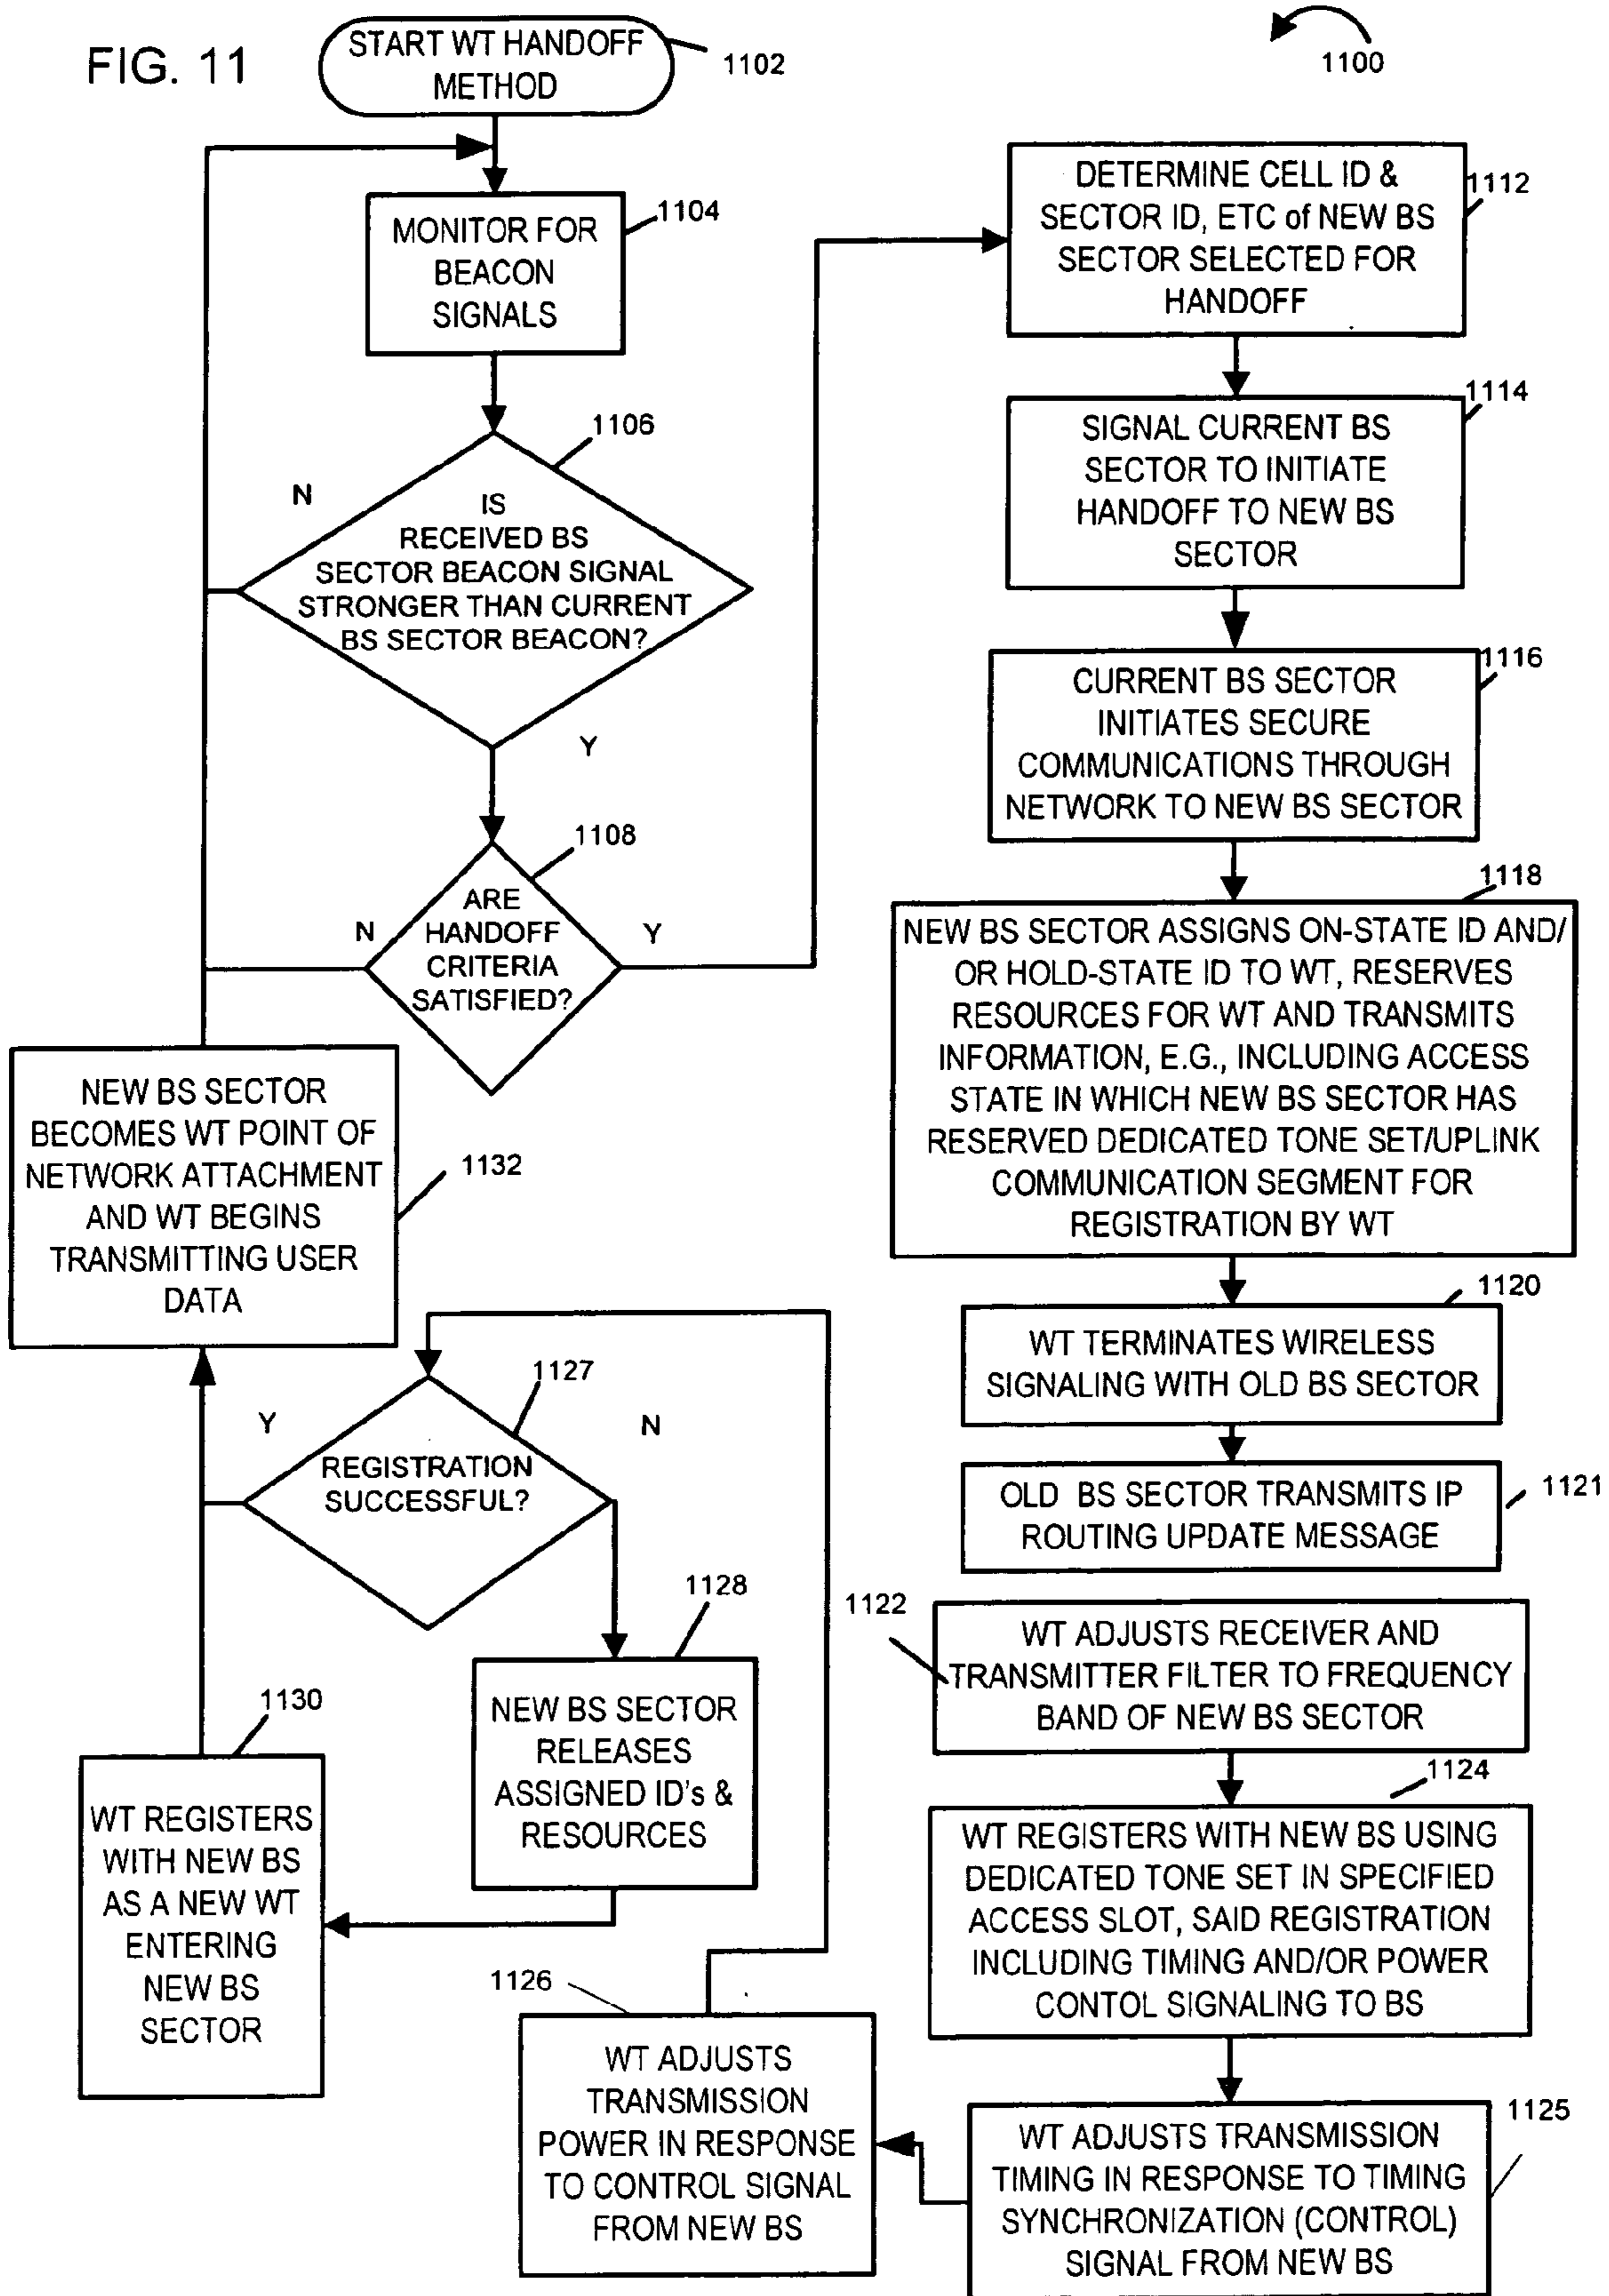 FIG. 11
START WT HANDOFF
METHOD
1102
1100
MONITOR FOR
BEACON
SIGNALS
1104
1106
N
IS
RECEIVED BS
SECTOR BEACON SIGNAL
STRONGER THAN CURRENT
BS SECTOR BEACON?
Y
1108
N
ARE
HANDOFF
CRITERIA
SATISFIED?
Y
DETERMINE CELL ID &
SECTOR ID, ETC of NEW BS
SECTOR SELECTED FOR
HANDOFF
1112
1114
SIGNAL CURRENT BS
SECTOR TO INITIATE
HANDOFF TO NEW BS
SECTOR
1116
CURRENT BS SECTOR
INITIATES SECURE
COMMUNICATIONS THROUGH
NETWORK TO NEW BS SECTOR
1118
NEW BS SECTOR ASSIGNS ON-STATE ID AND/
OR HOLD-STATE ID TO WT, RESERVES
RESOURCES FOR WT AND TRANSMITS
INFORMATION, E.G., INCLUDING ACCESS
STATE IN WHICH NEW BS SECTOR HAS
RESERVED DEDICATED TONE SET/UPLINK
COMMUNICATION SEGMENT FOR
REGISTRATION BY WT
1120
WT TERMINATES WIRELESS
SIGNALING WITH OLD BS SECTOR
OLD BS SECTOR TRANSMITS IP
ROUTING UPDATE MESSAGE
1121
1122
WT ADJUSTS RECEIVER AND
TRANSMITTER FILTER TO FREQUENCY
BAND OF NEW BS SECTOR
1124
WT REGISTERS WITH NEW BS USING
DEDICATED TONE SET IN SPECIFIED
ACCESS SLOT, SAID REGISTRATION
INCLUDING TIMING AND/OR POWER
CONTOL SIGNALING TO BS
1125
WT ADJUSTS TRANSMISSION
TIMING IN RESPONSE TO TIMING
SYNCHRONIZATION (CONTROL)
SIGNAL FROM NEW BS
1126
WT ADJUSTS
TRANSMISSION
POWER IN RESPONSE
TO CONTROL SIGNAL
FROM NEW BS
1127
Y
REGISTRATION
SUCCESSFUL?
N
1128
NEW BS SECTOR
RELEASES
ASSIGNED ID's &
RESOURCES
1130
WT REGISTERS
WITH NEW BS
AS A NEW WT
ENTERING
NEW BS
SECTOR
NEW BS SECTOR
BECOMES WT POINT OF
NETWORK ATTACHMENT
AND WT BEGINS
TRANSMITTING USER
DATA
1132